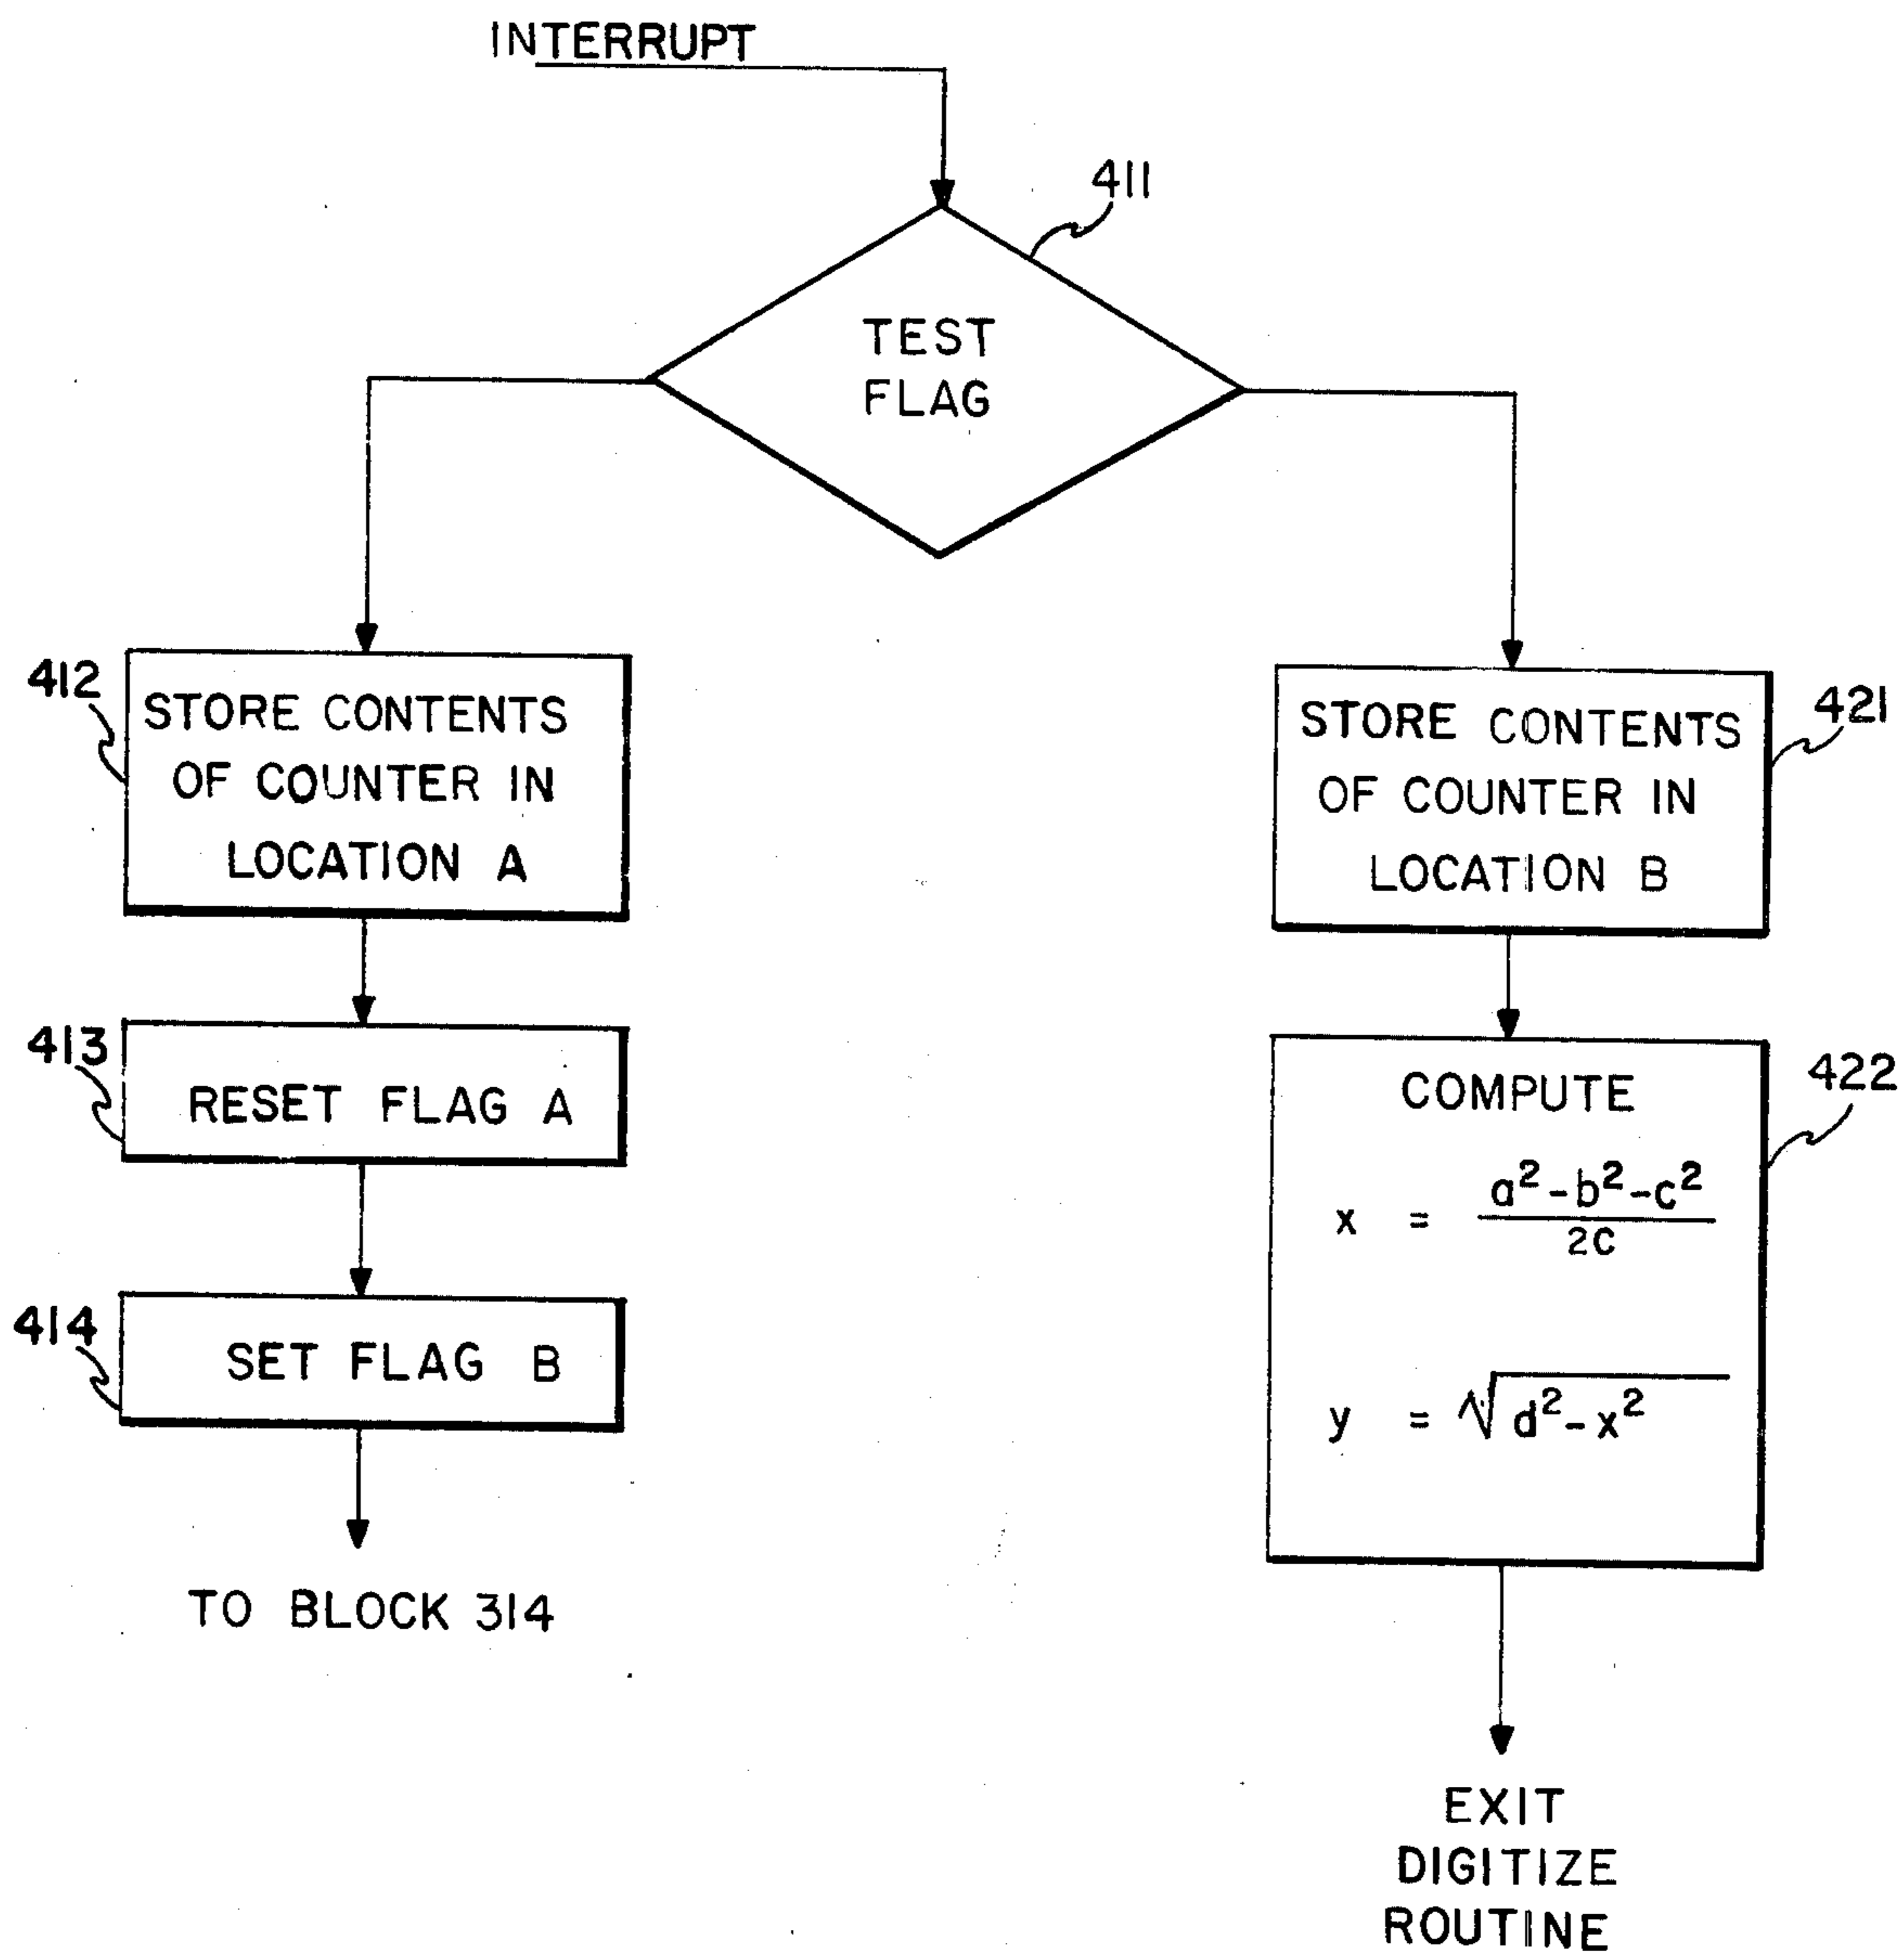 INTERRUPT
411
TEST
FLAG
412
STORE CONTENTS
OF COUNTER IN
LOCATION A
413
RESET FLAG A
414
SET FLAG B
TO BLOCK 314
421
STORE CONTENTS
OF COUNTER IN
LOCATION B
422
COMPUTE
x = (a² - b² - c²) / 2c
y = √(d² - x²)
EXIT
DIGITIZE
ROUTINE